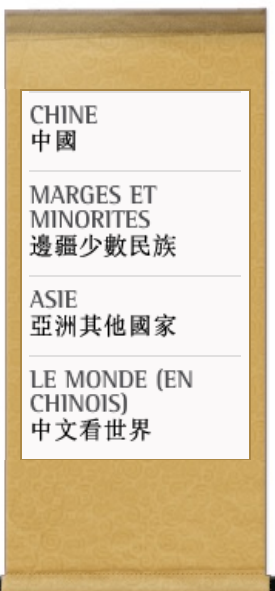 CHINE
中國
MARGES ET
MINORITES
邊疆少數民族
ASIE
亞洲其他國家
LE MONDE (EN
CHINOIS)
中文看世界